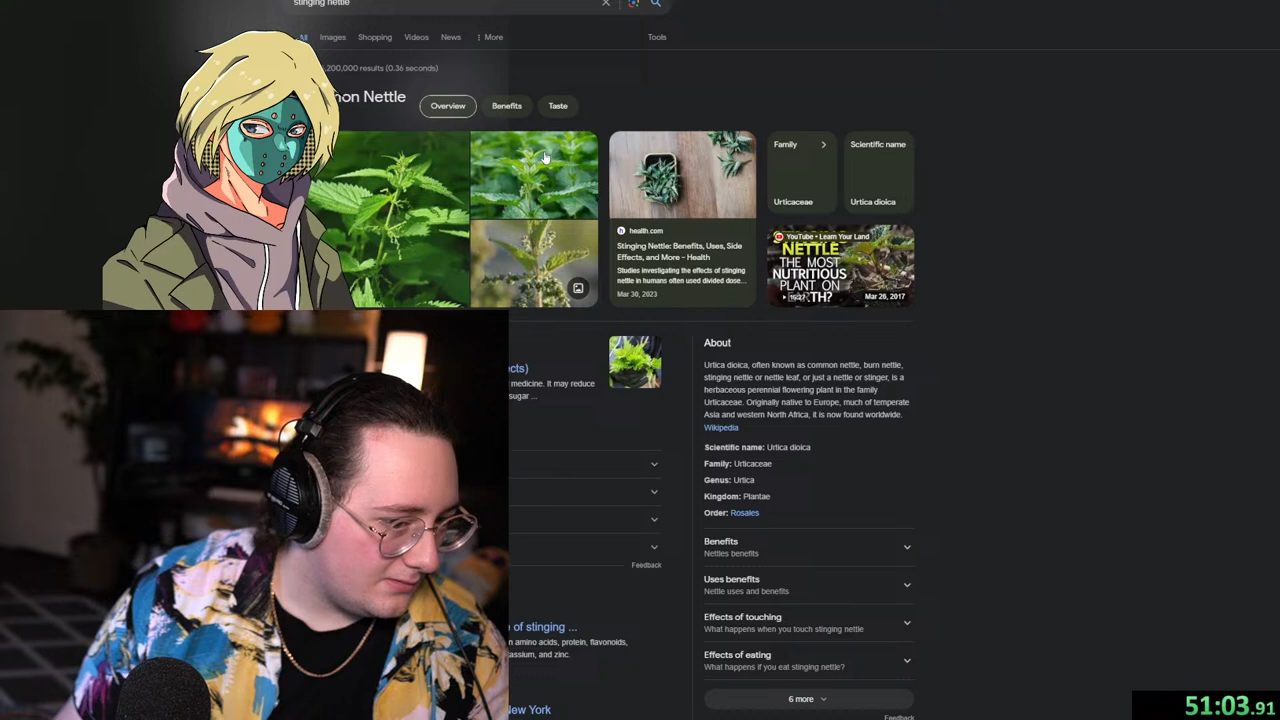 stinging nettle
All Images Shopping Videos News More Tools
,200,000 results (0.36 seconds)
mon Nettle
Overview Benefits Taste
health.com
Stinging Nettle: Benefits, Uses, Side
Effects, and More – Health
Studies investigating the effects of stinging
nettle in humans often used divided dose...
Mar 30, 2023
Family
Urticaceae
Scientific name
Urtica dioica
YouTube • Learn Your Land
NETTLE
THE MOST
NUTRITIOUS
PLANT ON
EARTH?
Mar 26, 2017
cts)
medicine. It may reduce
sugar ...
Feedback
of stinging ...
n amino acids, protein, flavonoids,
tassium, and zinc.
New York
About
Urtica dioica, often known as common nettle, burn nettle,
stinging nettle or nettle leaf, or just a nettle or stinger, is a
herbaceous perennial flowering plant in the family
Urticaceae. Originally native to Europe, much of temperate
Asia and western North Africa, it is now found worldwide.
Wikipedia
Scientific name: Urtica dioica
Family: Urticaceae
Genus: Urtica
Kingdom: Plantae
Order: Rosales
Benefits
Nettles benefits
Uses benefits
Nettle uses and benefits
Effects of touching
What happens when you touch stinging nettle
Effects of eating
What happens if you eat stinging nettle?
6 more
Feedback
51:03.91